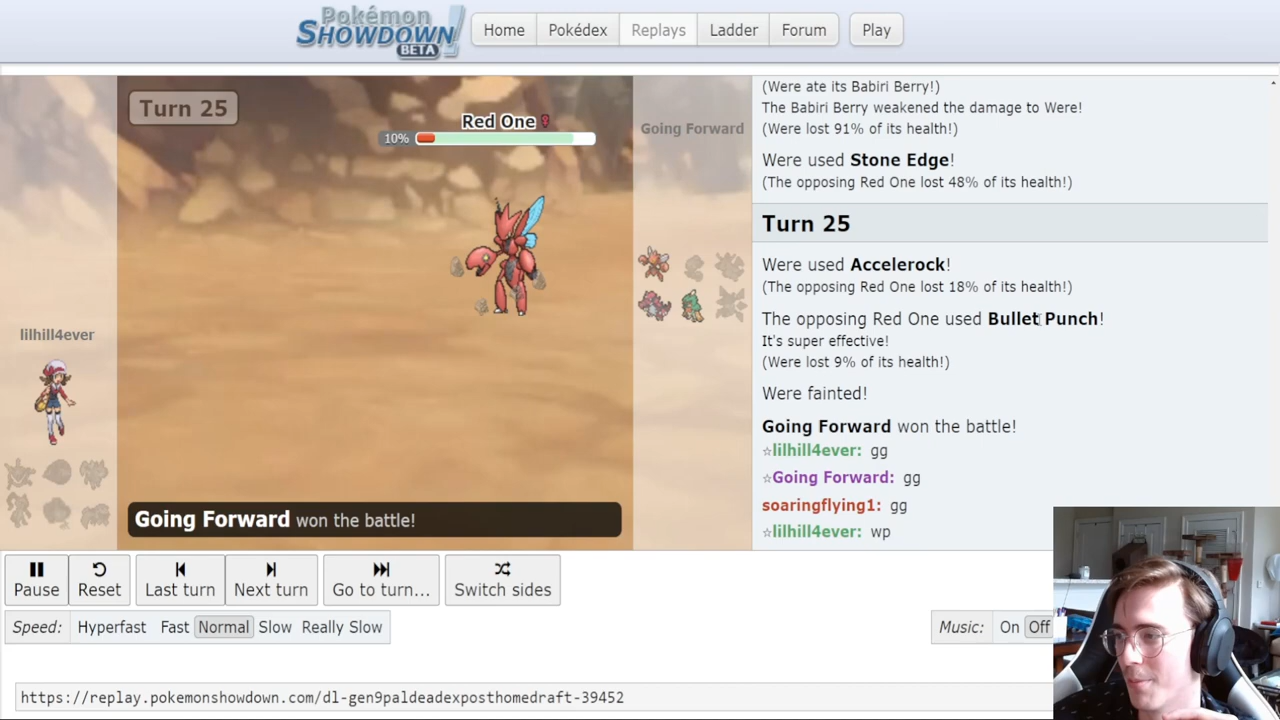 Pokémon
SHOWDOWN!
BETA
Home
Pokédex
Replays
Ladder
Forum
Play
Turn 25
Red One
10%
Going Forward
lilhill4ever
Going Forward won the battle!
(Were ate its Babiri Berry!)
The Babiri Berry weakened the damage to Were!
(Were lost 91% of its health!)
Were used Stone Edge!
(The opposing Red One lost 48% of its health!)
Turn 25
Were used Accelerock!
(The opposing Red One lost 18% of its health!)
The opposing Red One used Bullet Punch!
It's super effective!
(Were lost 9% of its health!)
Were fainted!
Going Forward won the battle!
☆lilhill4ever: gg
☆Going Forward: gg
soaringflying1: gg
☆lilhill4ever: wp
Pause
Reset
Last turn
Next turn
Go to turn...
Switch sides
Speed: Hyperfast Fast Normal Slow Really Slow
Music: On Off
https://replay.pokemonshowdown.com/dl-gen9paldeadexposthomedraft-39452